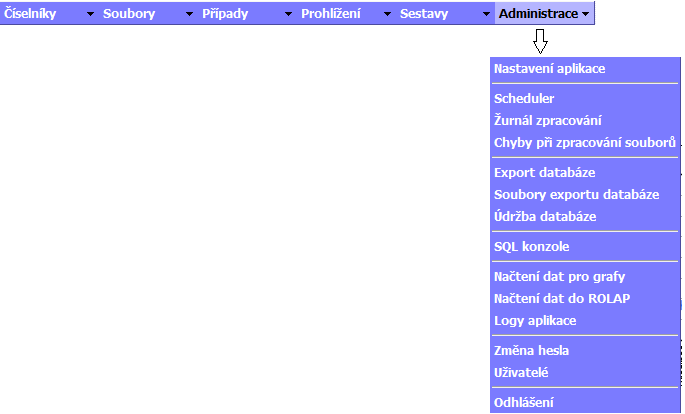 Číselníky Soubory Případy Prohlížení Sestavy Administrace
Nastavení aplikace
Scheduler
Žurnál zpracování
Chyby při zpracování souborů
Export databáze
Soubory exportu databáze
Údržba databáze
SQL konzole
Načtení dat pro grafy
Načtení dat do ROLAP
Logy aplikace
Změna hesla
Uživatelé
Odhlášení